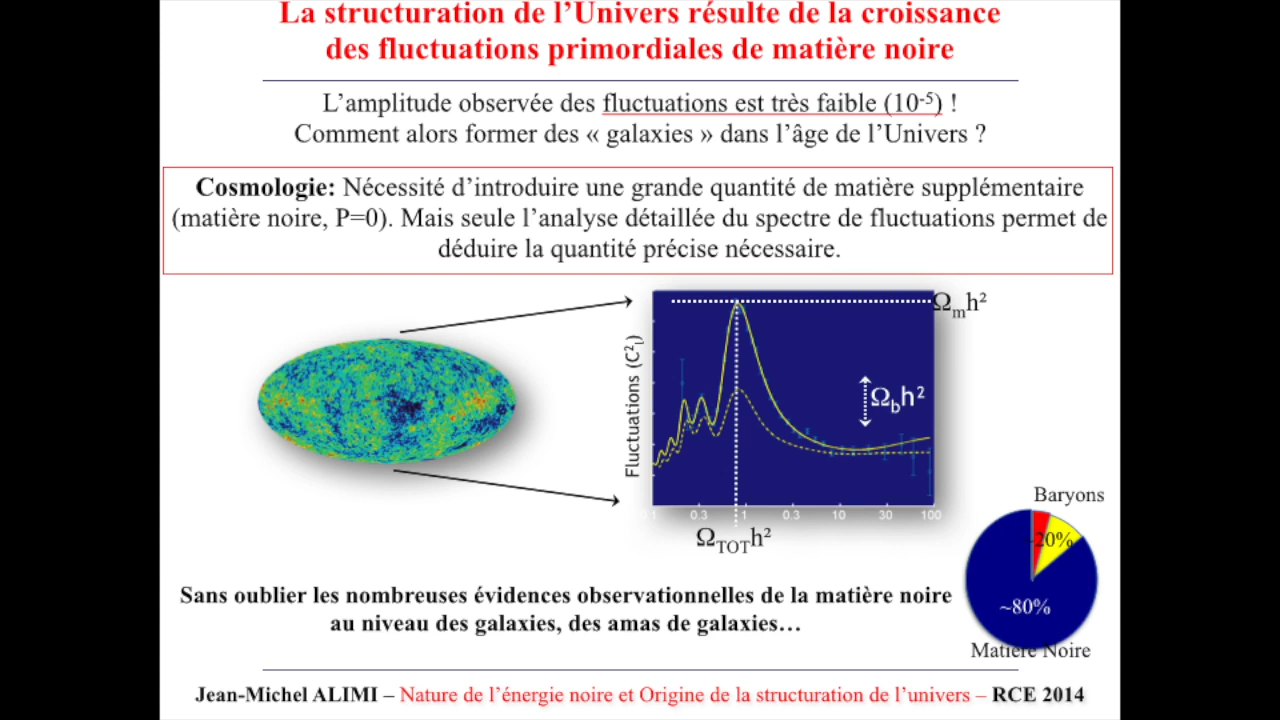 La structuration de l’Univers résulte de la croissance
des fluctuations primordiales de matière noire
L’amplitude observée des fluctuations est très faible (10⁻⁵) !
Comment alors former des « galaxies » dans l’âge de l’Univers ?
Cosmologie: Nécessité d’introduire une grande quantité de matière supplémentaire
(matière noire, P=0). Mais seule l’analyse détaillée du spectre de fluctuations permet de
déduire la quantité précise nécessaire.
Ωₘh²
Fluctuations (C²ₗ)
Ω_bh²
0.1 0.3 1 0.3 10 30 100
Ω_TOTh²
Baryons
20%
~80%
Matière Noire
Sans oublier les nombreuses évidences observationnelles de la matière noire
au niveau des galaxies, des amas de galaxies…
Jean-Michel ALIMI – Nature de l’énergie noire et Origine de la structuration de l’univers – RCE 2014